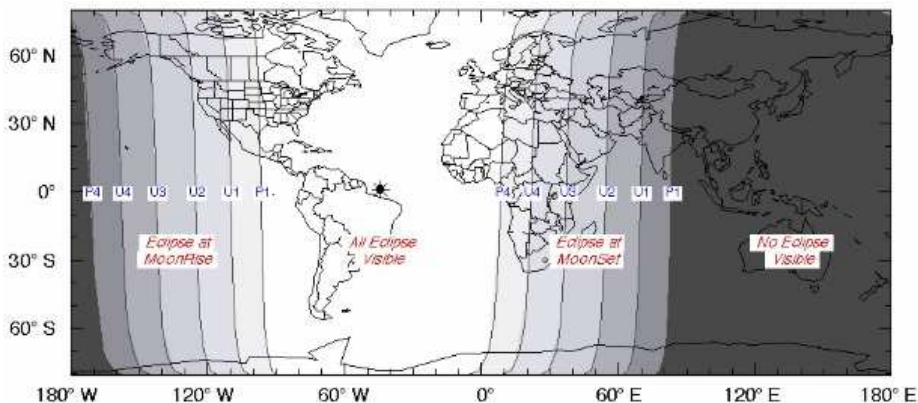 60° N
30° N
0°
30° S
60° S
P4 U4 U3 U2 U1 P1
P4 U4 U3 U2 U1 P1
Eclipse at
MoonRise
All Eclipse
Visible
Eclipse at
MoonSet
No Eclipse
Visible
180° W 120° W 60° W 0° 60° E 120° E 180° E